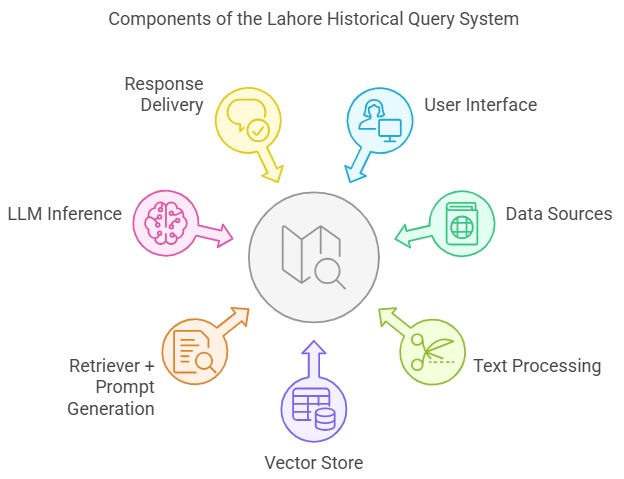 Components of the Lahore Historical Query System
Response
Delivery
User Interface
LLM Inference
Data Sources
Retriever +
Prompt
Generation
Text Processing
Vector Store